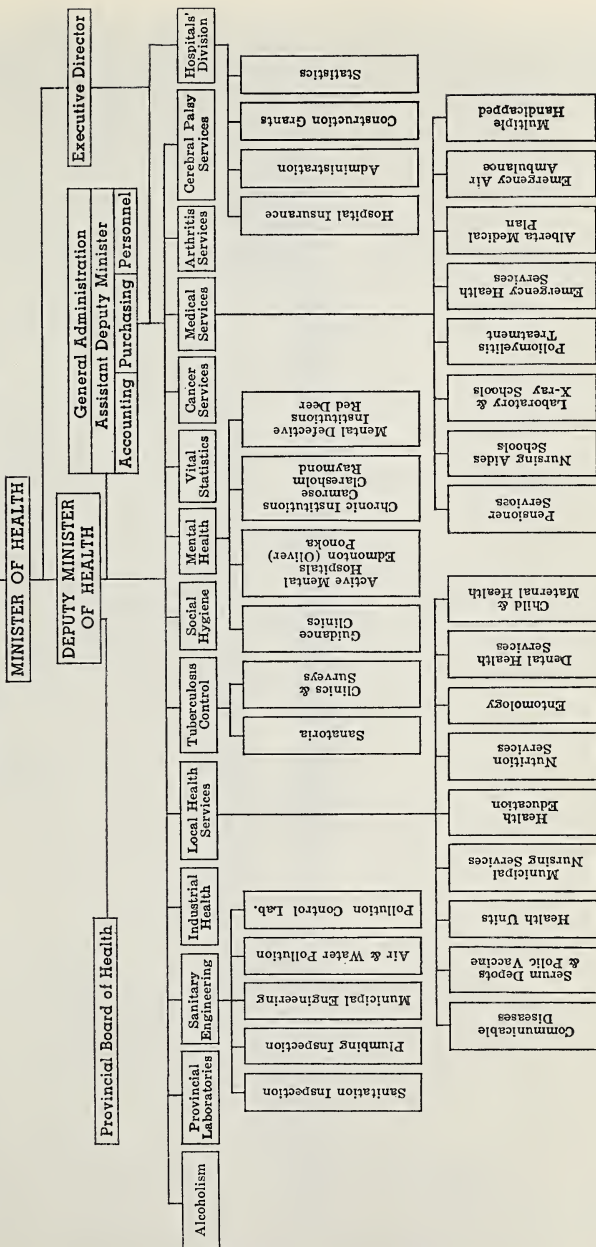 MINISTER OF HEALTH
Executive Director
DEPUTY MINISTER
OF HEALTH
General Administration
Assistant Deputy Minister
Accounting
Purchasing
Personnel
Provincial Board of Health
Alcoholism
Provincial
Laboratories
Sanitary
Engineering
Industrial
Health
Local Health
Services
Tuberculosis
Control
Social
Hygiene
Mental
Health
Vital
Statistics
Cancer
Services
Medical
Services
Arthritis
Services
Cerebral Palsy
Services
Hospitals'
Division
Sanitation Inspection
Plumbing Inspection
Municipal Engineering
Air & Water Pollution
Pollution Control Lab.
Sanatoria
Clinics &
Surveys
Guidance
Clinics
Active Mental
Hospitals
Edmonton (Oliver)
Ponoka
Chronic Institutions
Camrose
Claresholm
Raymond
Mental Defective
Institutions
Red Deer
Hospital Insurance
Administration
Construction Grants
Statistics
Communicable
Diseases
Serum Depots
& Polio Vaccine
Health Units
Municipal
Nursing Services
Health
Education
Nutrition
Services
Entomology
Dental Health
Services
Child &
Maternal Health
Pensioner
Services
Nursing Aides
Schools
Laboratory &
X-ray Schools
Poliomyelitis
Treatment
Emergency Health
Services
Alberta Medical
Plan
Emergency Air
Ambulance
Multiple
Handicapped